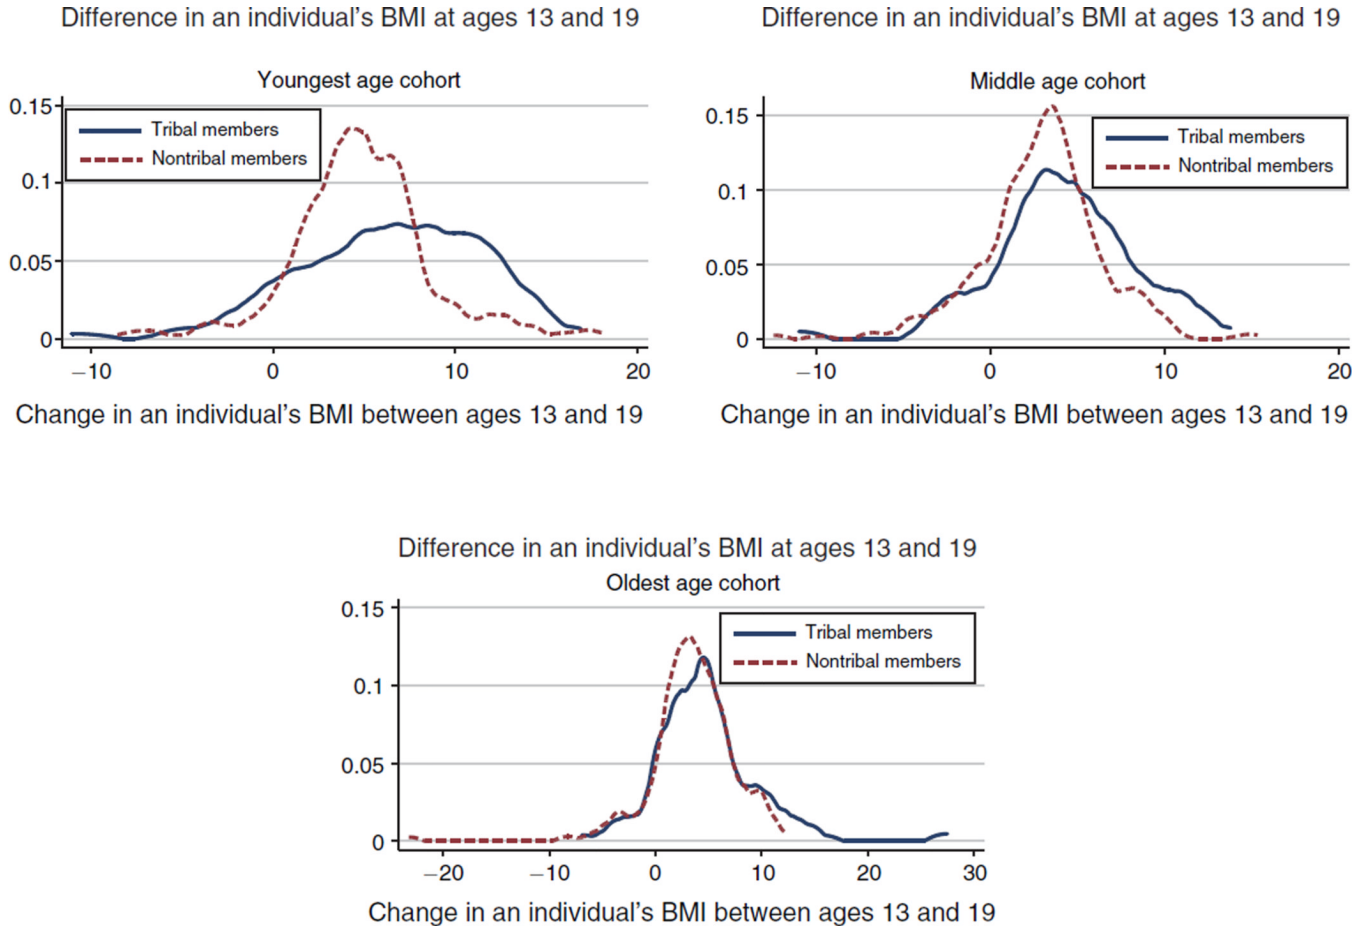 Difference in an individual's BMI at ages 13 and 19
Youngest age cohort
0.15
0.1
0.05
0
Tribal members
Nontribal members
−10 0 10 20
Change in an individual's BMI between ages 13 and 19
Difference in an individual's BMI at ages 13 and 19
Middle age cohort
0.15
0.1
0.05
0
Tribal members
Nontribal members
−10 0 10 20
Change in an individual's BMI between ages 13 and 19
Difference in an individual's BMI at ages 13 and 19
Oldest age cohort
0.15
0.1
0.05
0
Tribal members
Nontribal members
−20 −10 0 10 20 30
Change in an individual's BMI between ages 13 and 19